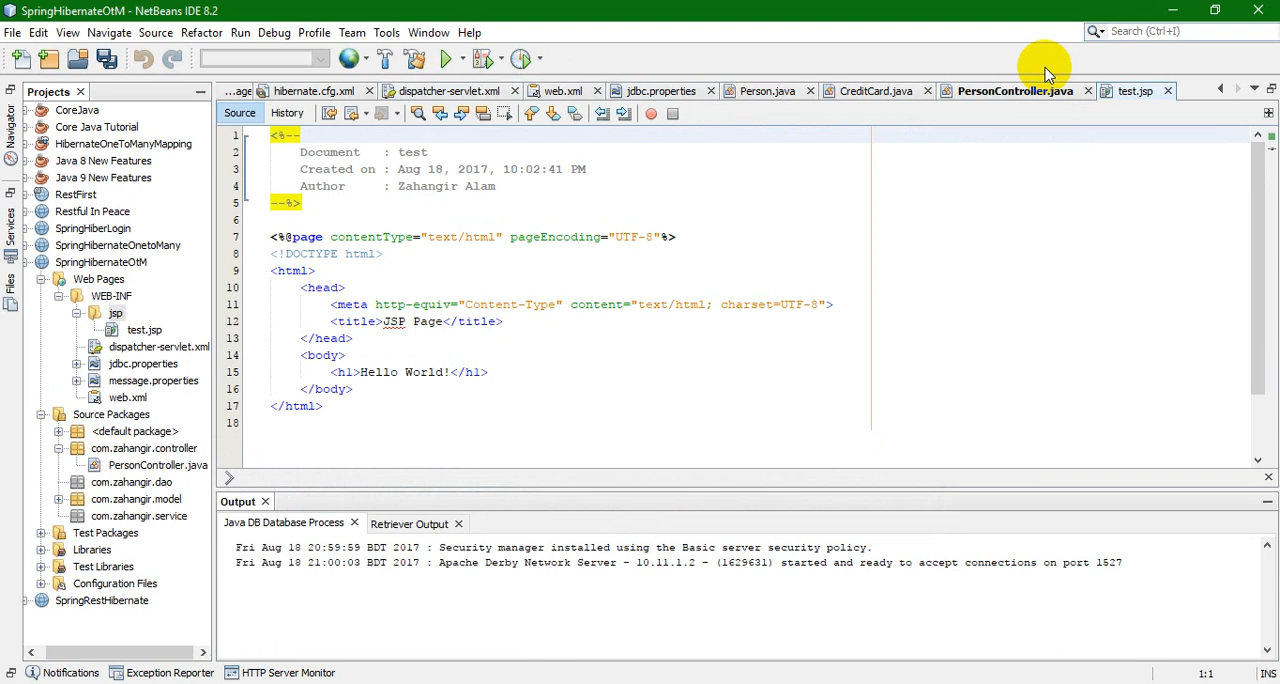 SpringHibernateOtM - NetBeans IDE 8.2
File Edit View Navigate Source Refactor Run Debug Profile Team Tools Window Help
Search (Ctrl+I)
Projects
...age hibernate.cfg.xml dispatcher-servlet.xml web.xml jdbc.properties Person.java CreditCard.java PersonController.java test.jsp
Source History
Navigator
Services
Files
CoreJava
Core Java Tutorial
HibernateOneToManyMapping
Java 8 New Features
Java 9 New Features
RestFirst
Restful In Peace
SpringHiberLogin
SpringHibernateOnetoMany
SpringHibernateOtM
Web Pages
WEB-INF
jsp
test.jsp
dispatcher-servlet.xml
jdbc.properties
message.properties
web.xml
Source Packages
<default package>
com.zahangir.controller
PersonController.java
com.zahangir.dao
com.zahangir.model
com.zahangir.service
Test Packages
Libraries
Test Libraries
Configuration Files
SpringRestHibernate
1 <%--
2 Document : test
3 Created on : Aug 18, 2017, 10:02:41 PM
4 Author : Zahangir Alam
5 --%>
6
7 <%@page contentType="text/html" pageEncoding="UTF-8"%>
8 <!DOCTYPE html>
9 <html>
10 <head>
11 <meta http-equiv="Content-Type" content="text/html; charset=UTF-8">
12 <title>JSP Page</title>
13 </head>
14 <body>
15 <h1>Hello World!</h1>
16 </body>
17 </html>
18
Output
Java DB Database Process Retriever Output
Fri Aug 18 20:59:59 BDT 2017 : Security manager installed using the Basic server security policy.
Fri Aug 18 21:00:03 BDT 2017 : Apache Derby Network Server - 10.11.1.2 - (1629631) started and ready to accept connections on port 1527
Notifications Exception Reporter HTTP Server Monitor
1:1 INS